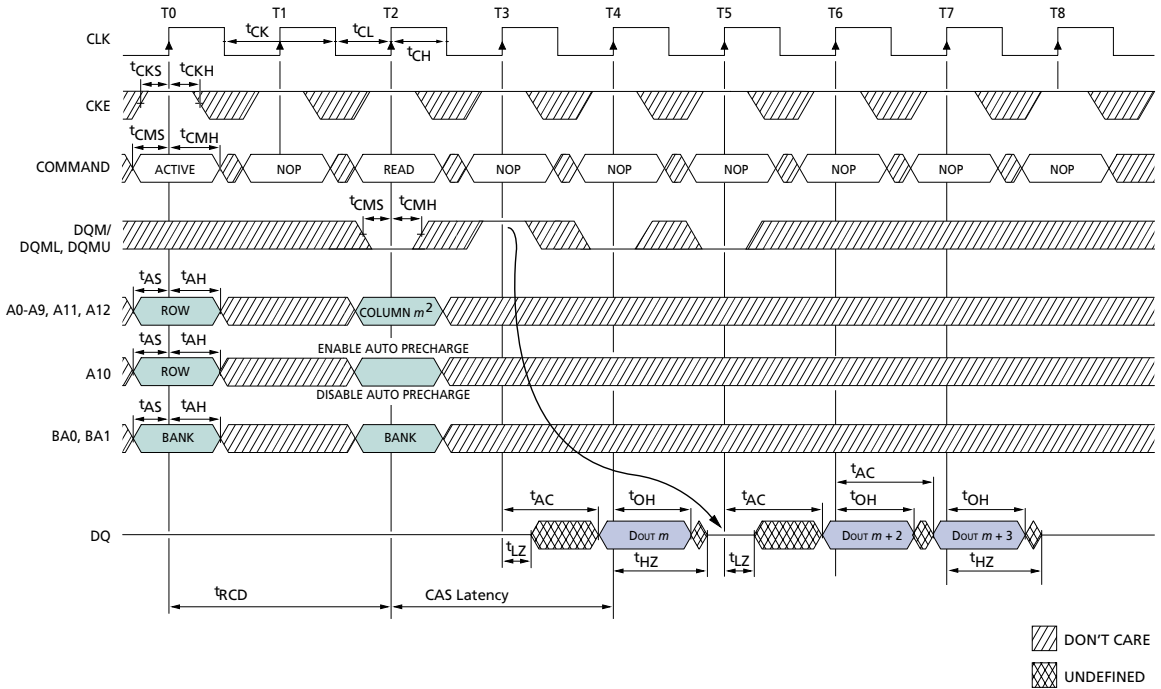 T0 T1 T2 T3 T4 T5 T6 T7 T8
CLK
tCK tCL tCH
tCKS tCKH
CKE
tCMS tCMH
COMMAND
ACTIVE NOP READ NOP NOP NOP NOP NOP NOP
tCMS tCMH
DQM/
DQML, DQMU
tAS tAH
A0-A9, A11, A12
ROW COLUMN m2
tAS tAH
ENABLE AUTO PRECHARGE
A10
ROW
DISABLE AUTO PRECHARGE
tAS tAH
BA0, BA1
BANK BANK
tAC tOH tAC tAC tOH tOH
DQ
DOUT m DOUT m + 2 DOUT m + 3
tLZ tHZ tLZ tHZ
tRCD CAS Latency
DON'T CARE
UNDEFINED